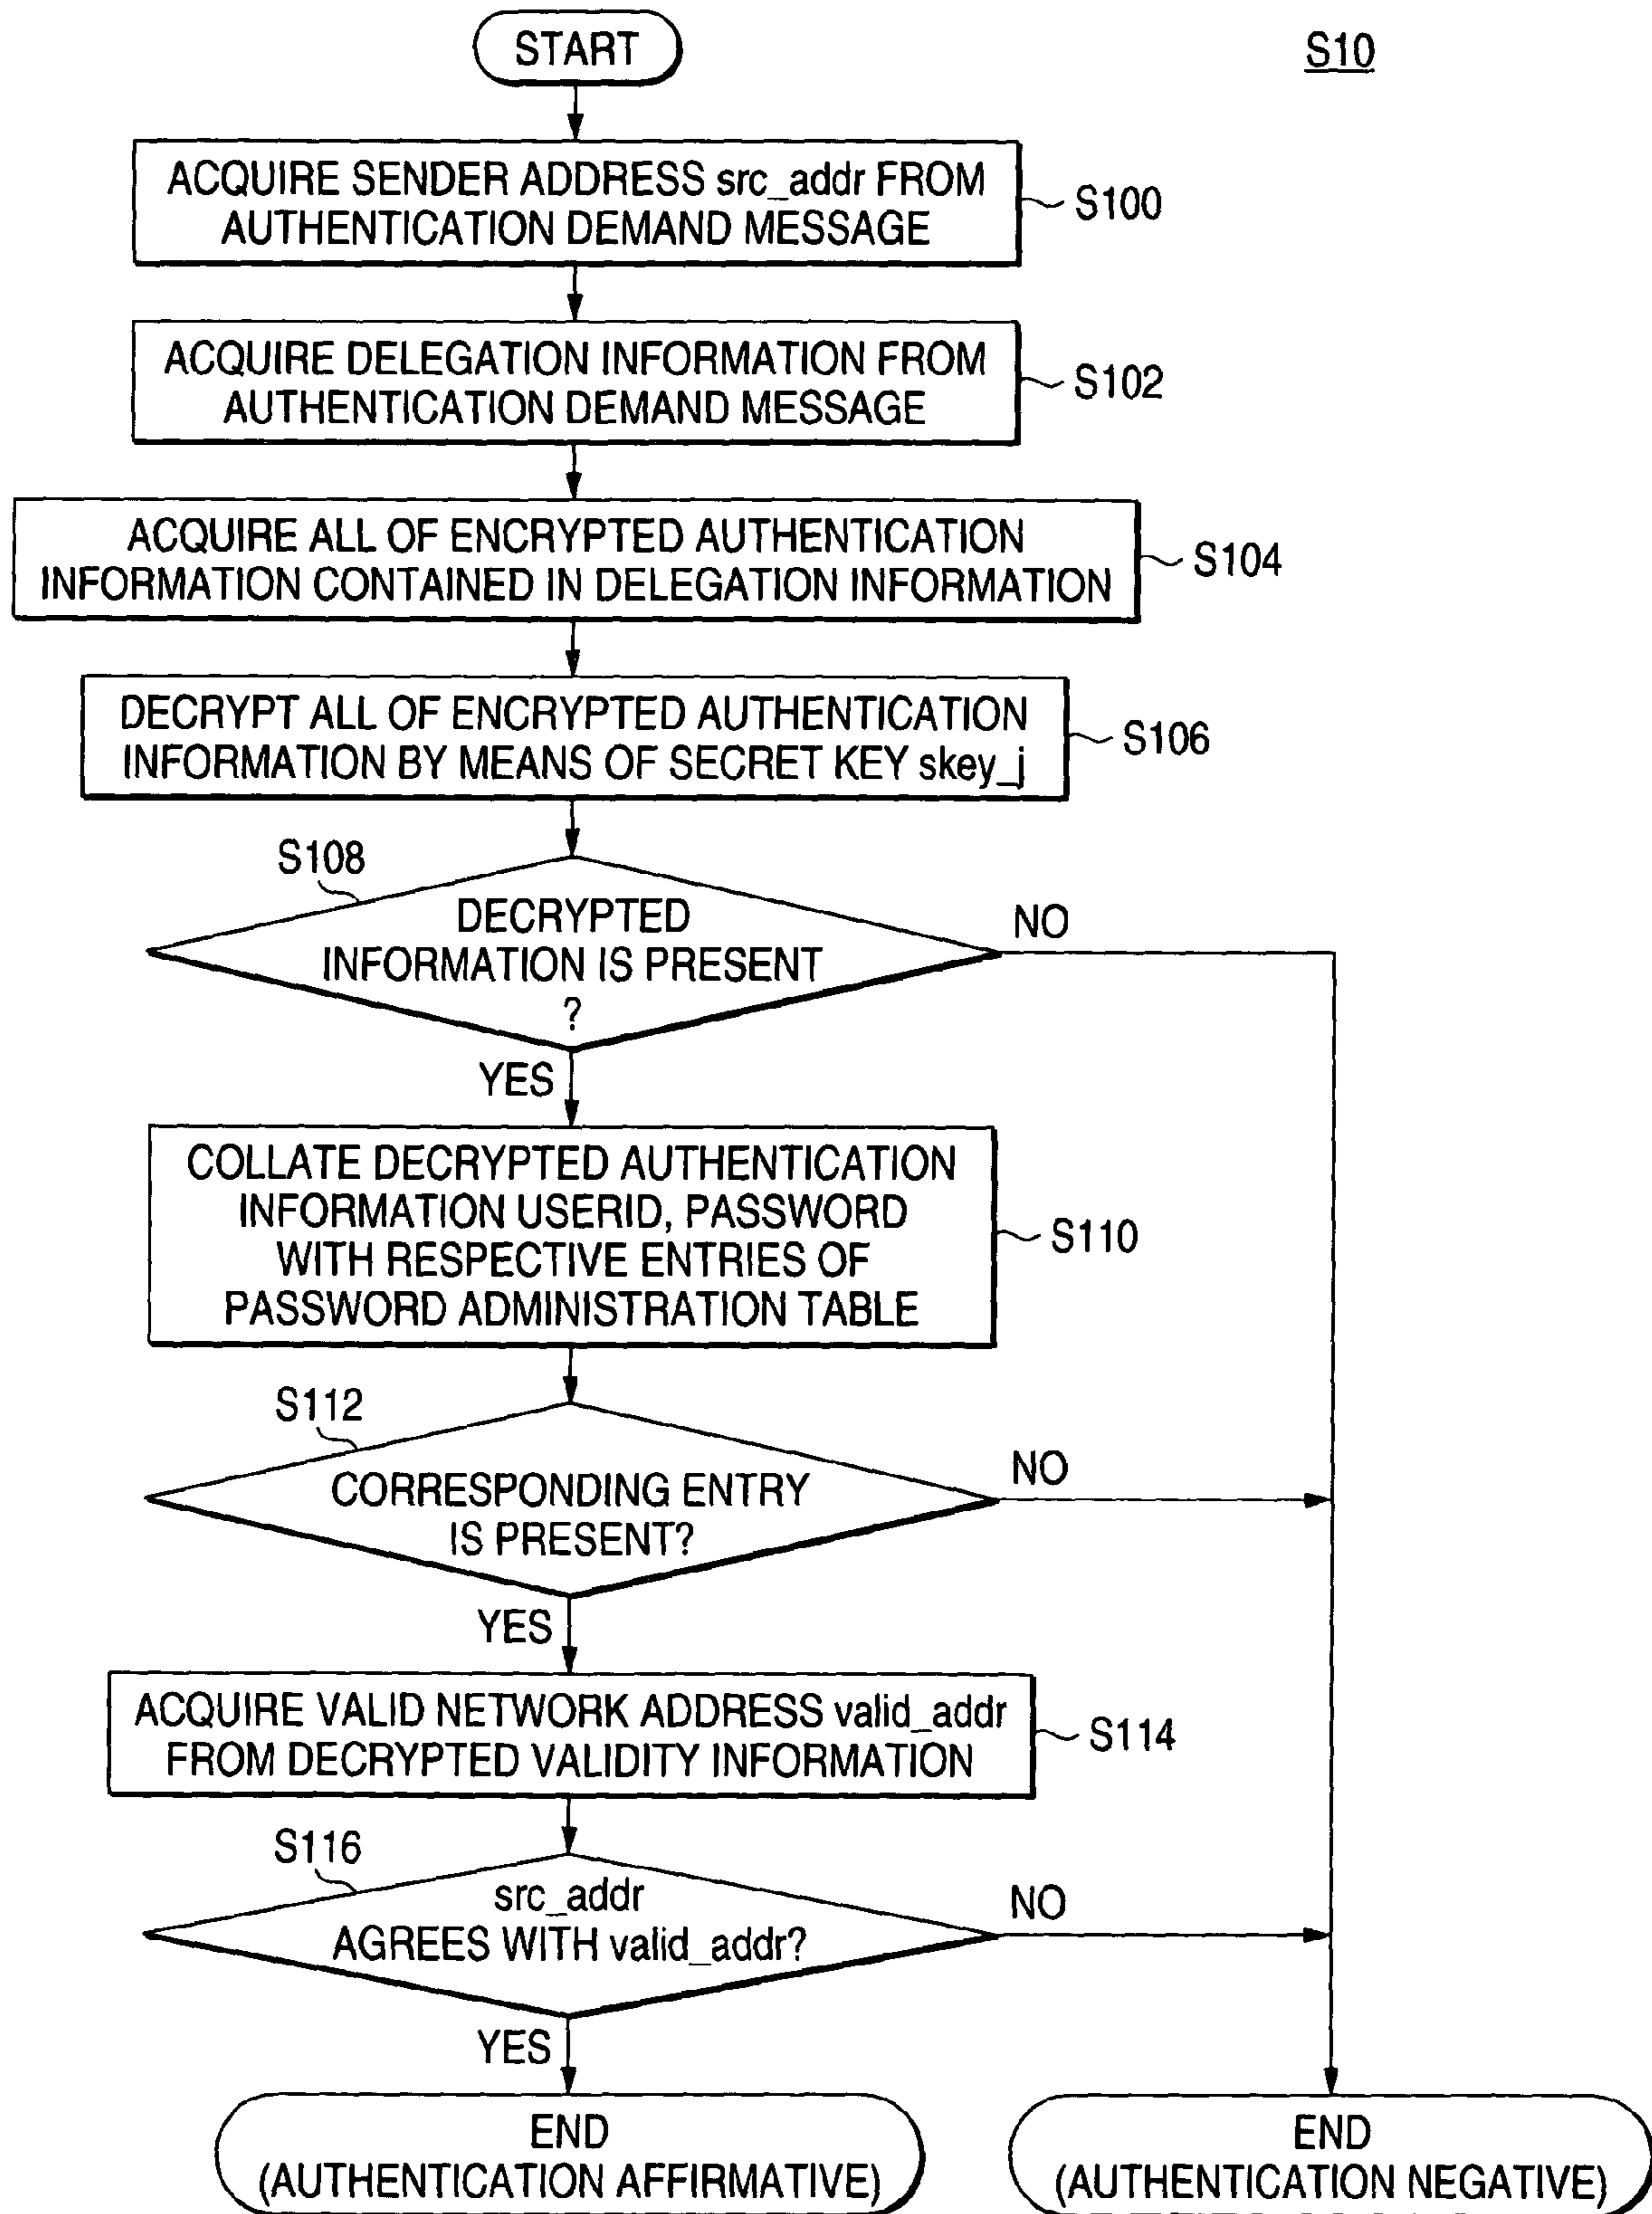 START
S10
ACQUIRE SENDER ADDRESS src_addr FROM
AUTHENTICATION DEMAND MESSAGE
S100
ACQUIRE DELEGATION INFORMATION FROM
AUTHENTICATION DEMAND MESSAGE
S102
ACQUIRE ALL OF ENCRYPTED AUTHENTICATION
INFORMATION CONTAINED IN DELEGATION INFORMATION
S104
DECRYPT ALL OF ENCRYPTED AUTHENTICATION
INFORMATION BY MEANS OF SECRET KEY skey_j
S106
S108
DECRYPTED
INFORMATION IS PRESENT
?
NO
YES
COLLATE DECRYPTED AUTHENTICATION
INFORMATION USERID, PASSWORD
WITH RESPECTIVE ENTRIES OF
PASSWORD ADMINISTRATION TABLE
S110
S112
CORRESPONDING ENTRY
IS PRESENT?
NO
YES
ACQUIRE VALID NETWORK ADDRESS valid_addr
FROM DECRYPTED VALIDITY INFORMATION
S114
S116
src_addr
AGREES WITH valid_addr?
NO
YES
END
(AUTHENTICATION AFFIRMATIVE)
END
(AUTHENTICATION NEGATIVE)